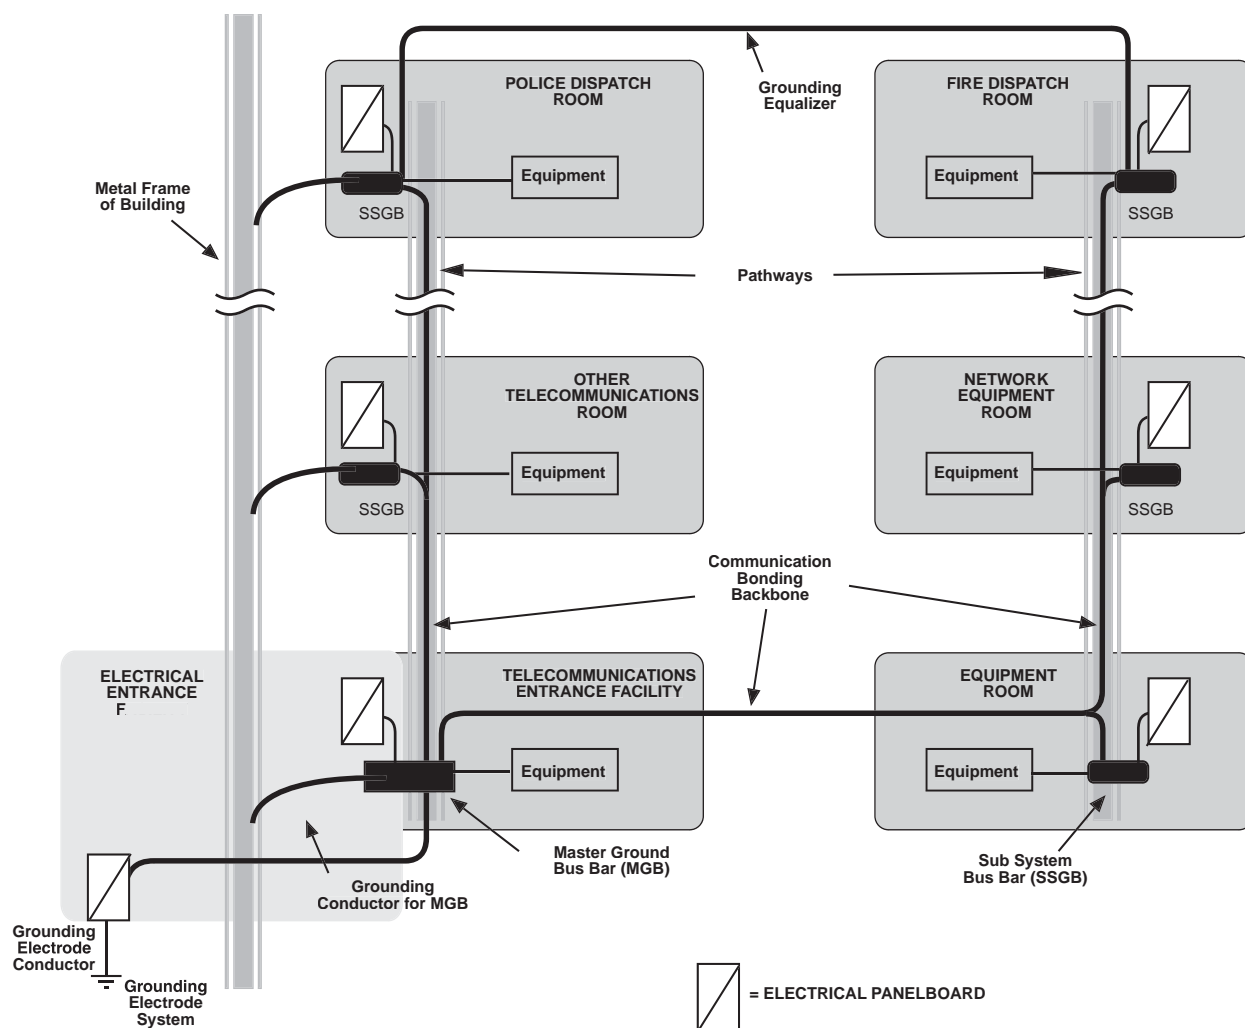 POLICE DISPATCH
ROOM
Grounding
Equalizer
FIRE DISPATCH
ROOM
Equipment
Equipment
Metal Frame
of Building
SSGB
SSGB
Pathways
OTHER
TELECOMMUNICATIONS
ROOM
NETWORK
EQUIPMENT
ROOM
Equipment
Equipment
SSGB
SSGB
Communication
Bonding
Backbone
ELECTRICAL
ENTRANCE
F
TELECOMMUNICATIONS
ENTRANCE FACILITY
EQUIPMENT
ROOM
Equipment
Equipment
Master Ground
Bus Bar (MGB)
Sub System
Bus Bar (SSGB)
Grounding
Conductor for MGB
Grounding
Electrode
Conductor
Grounding
Electrode
System
= ELECTRICAL PANELBOARD